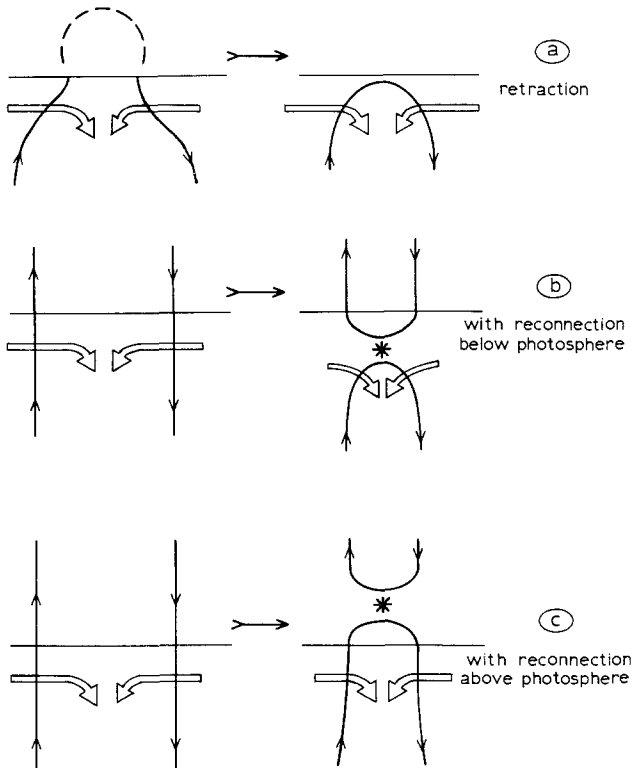 a
retraction
b
with reconnection
below photosphere
c
with reconnection
above photosphere